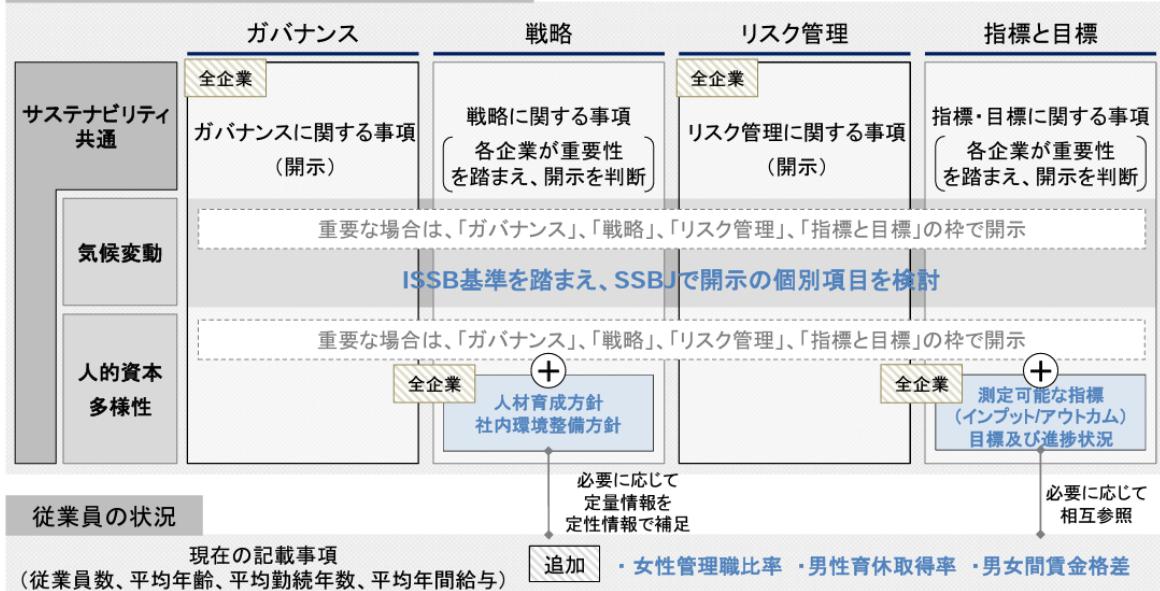 ガバナンス
戦略
リスク管理
指標と目標
サステナビリティ
共通
全企業
ガバナンスに関する事項
（開示）
戦略に関する事項
各企業が重要性
を踏まえ、開示を判断
全企業
リスク管理に関する事項
（開示）
指標・目標に関する事項
各企業が重要性
を踏まえ、開示を判断
気候変動
重要な場合は、「ガバナンス」、「戦略」、「リスク管理」、「指標と目標」の枠で開示
ISSB基準を踏まえ、SSBJで開示の個別項目を検討
人的資本
多様性
重要な場合は、「ガバナンス」、「戦略」、「リスク管理」、「指標と目標」の枠で開示
全企業
＋
人材育成方針
社内環境整備方針
全企業
＋
測定可能な指標
（インプット/アウトカム）
目標及び進捗状況
必要に応じて
定量情報を
定性情報で補足
必要に応じて
相互参照
従業員の状況
現在の記載事項
（従業員数、平均年齢、平均勤続年数、平均年間給与）
追加
・女性管理職比率 ・男性育休取得率 ・男女間賃金格差